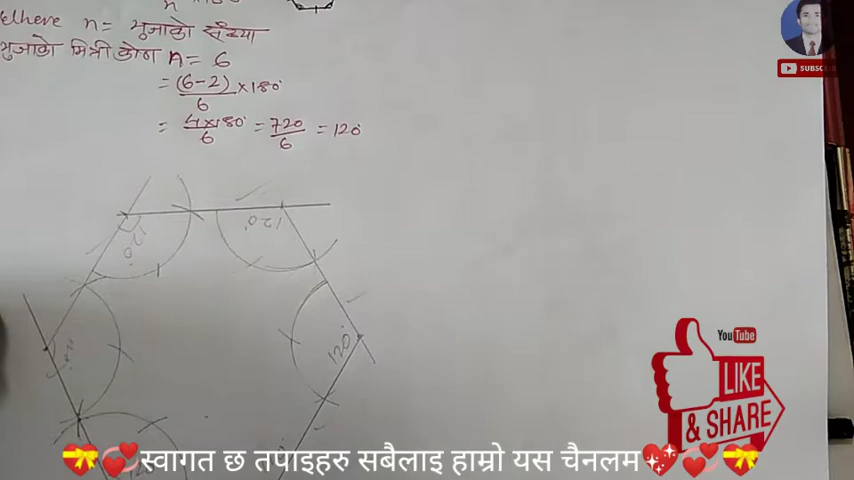 Where n = भुजाको संख्या
भुजाको भित्री कोण n = 6
= (6-2)/6 × 180°
= 4×180°/6 = 720/6 = 120°
120°
120°
120°
SUBSC
YouTube
LIKE
& SHARE
स्वागत छ तपाइहरु सबैलाइ हाम्रो यस चैनलम